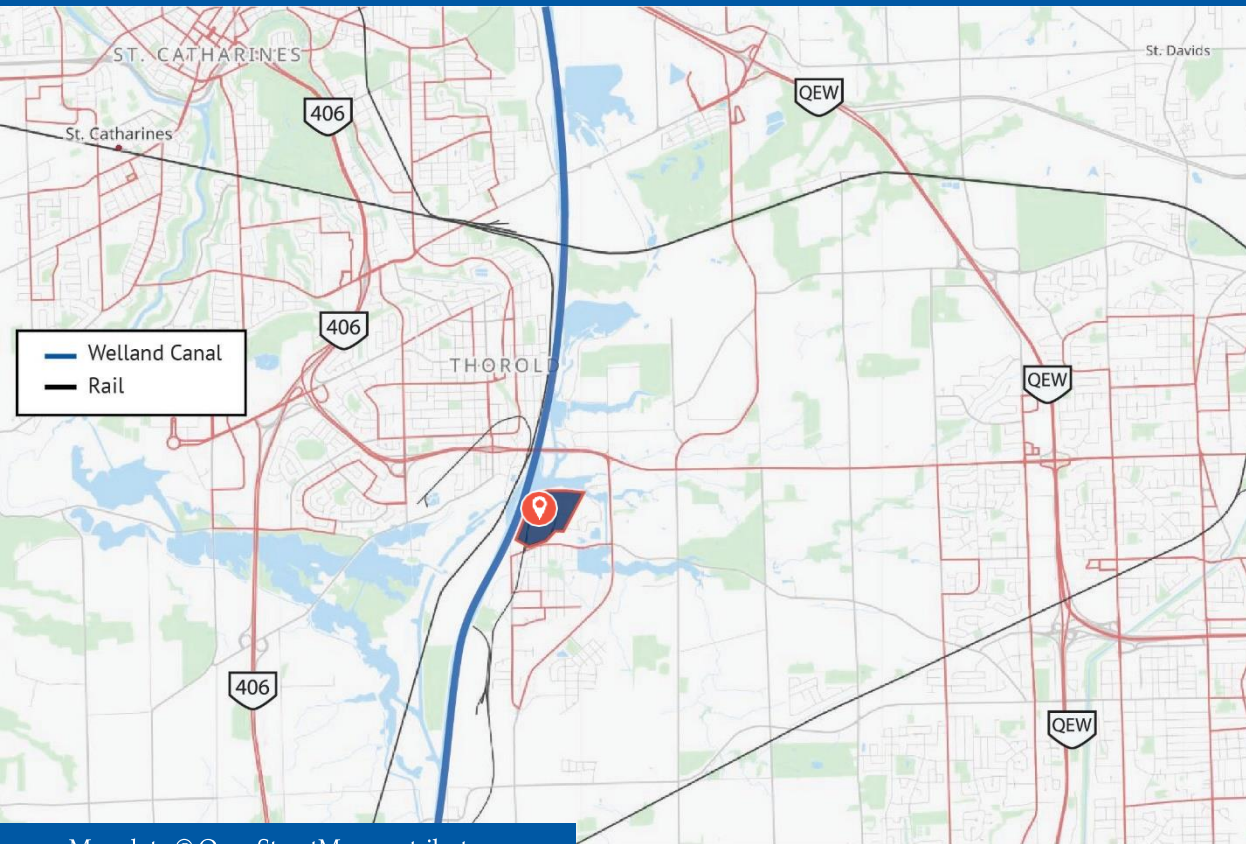 ST. CATHARINES
St. Davids
QEW
406
St. Catharines
406
Welland Canal
Rail
THOROLD
QEW
406
QEW